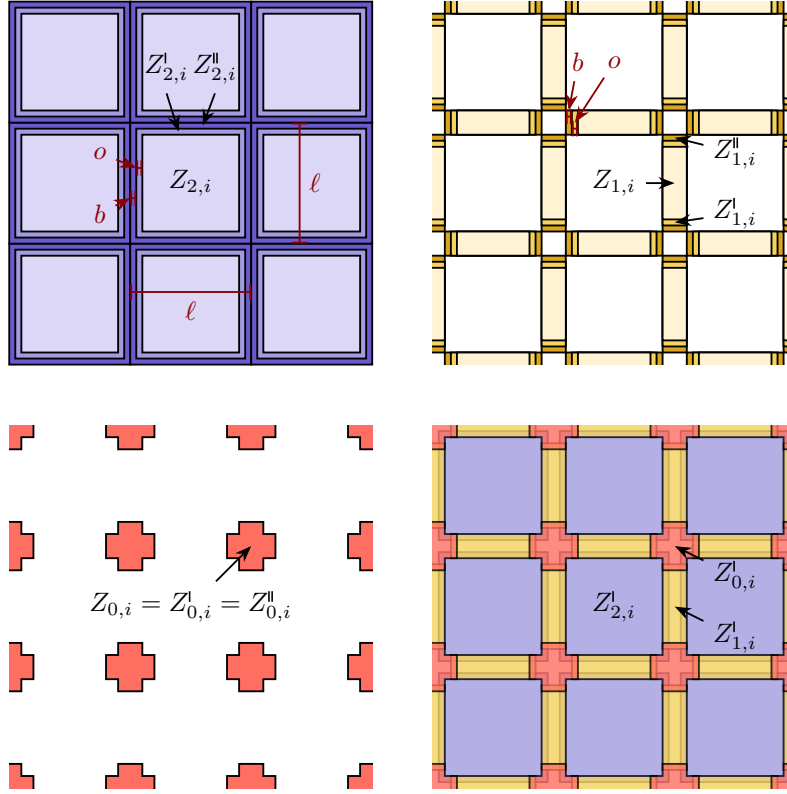 Z^I_{2,i} Z^II_{2,i}
o
Z_{2,i}
b
ℓ
ℓ
b o
Z^II_{1,i}
Z_{1,i}
Z^I_{1,i}
Z_{0,i} = Z^I_{0,i} = Z^II_{0,i}
Z^I_{0,i}
Z^I_{2,i}
Z^I_{1,i}